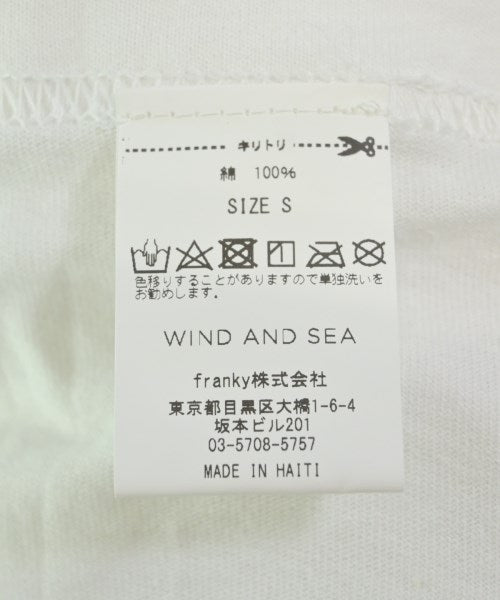 キリトリ
綿 100%
SIZE S
色移りすることがありますので単独洗いを
お勧めします。
WIND AND SEA
franky株式会社
東京都目黒区大橋1-6-4
坂本ビル201
03-5708-5757
MADE IN HAITI